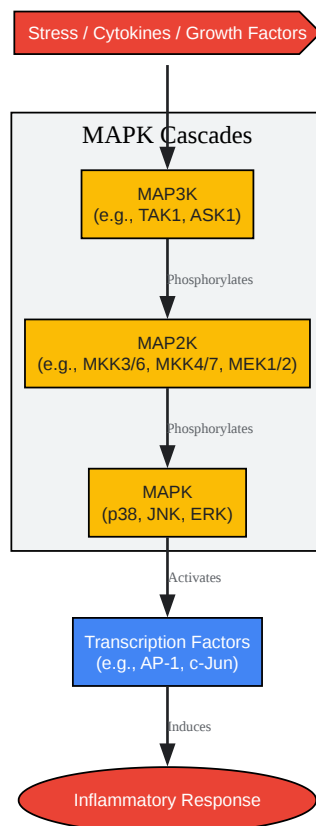 Stress / Cytokines / Growth Factors
MAPK Cascades
MAP3K
(e.g., TAK1, ASK1)
Phosphorylates
MAP2K
(e.g., MKK3/6, MKK4/7, MEK1/2)
Phosphorylates
MAPK
(p38, JNK, ERK)
Activates
Transcription Factors
(e.g., AP-1, c-Jun)
Induces
Inflammatory Response